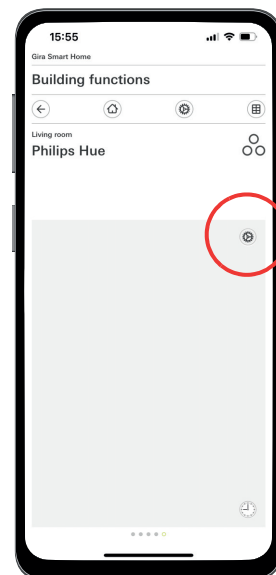 15:55
Gira Smart Home
Building functions
Living room
Philips Hue